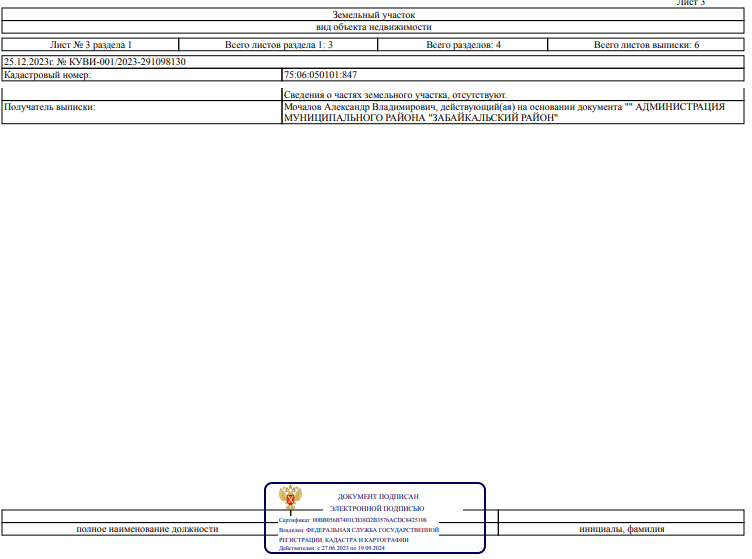 Лист 3
Земельный участок
вид объекта недвижимости
Лист № 3 раздела 1 Всего листов раздела 1: 3 Всего разделов: 4 Всего листов выписки: 6
25.12.2023г. № КУВИ-001/2023-291098130
Кадастровый номер: 75:06:050101:847
Сведения о частях земельного участка, отсутствуют.
Получатель выписки: Мочалов Александр Владимирович, действующий(ая) на основании документа "" АДМИНИСТРАЦИЯ
МУНИЦИПАЛЬНОГО РАЙОНА "ЗАБАЙКАЛЬСКИЙ РАЙОН"
ДОКУМЕНТ ПОДПИСАН
ЭЛЕКТРОННОЙ ПОДПИСЬЮ
Сертификат: 00BB056B7401CB38D2B3576ACDC8425108
Владелец: ФЕДЕРАЛЬНАЯ СЛУЖБА ГОСУДАРСТВЕННОЙ
РЕГИСТРАЦИИ, КАДАСТРА И КАРТОГРАФИИ
Действителен: с 27.06.2023 по 19.09.2024
полное наименование должности инициалы, фамилия